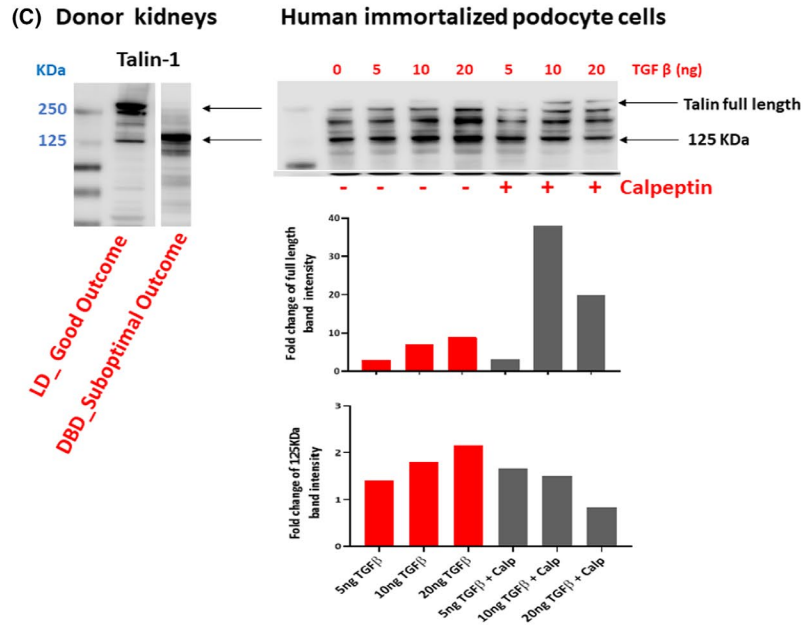 (C) Donor kidneys
Human immortalized podocyte cells
Talin-1
KDa
250
125
LD_ Good Outcome
DBD_Suboptimal Outcome
0 5 10 20 5 10 20 TGF β (ng)
Talin full length
125 KDa
- - - - + + + Calpeptin
Fold change of full length
band intensity
40
30
20
10
0
Fold change of 125KDa
band intensity
3
2
1
0
5ng TGFβ
10ng TGFβ
20ng TGFβ
5ng TGFβ + Calp
10ng TGFβ + Calp
20ng TGFβ + Calp